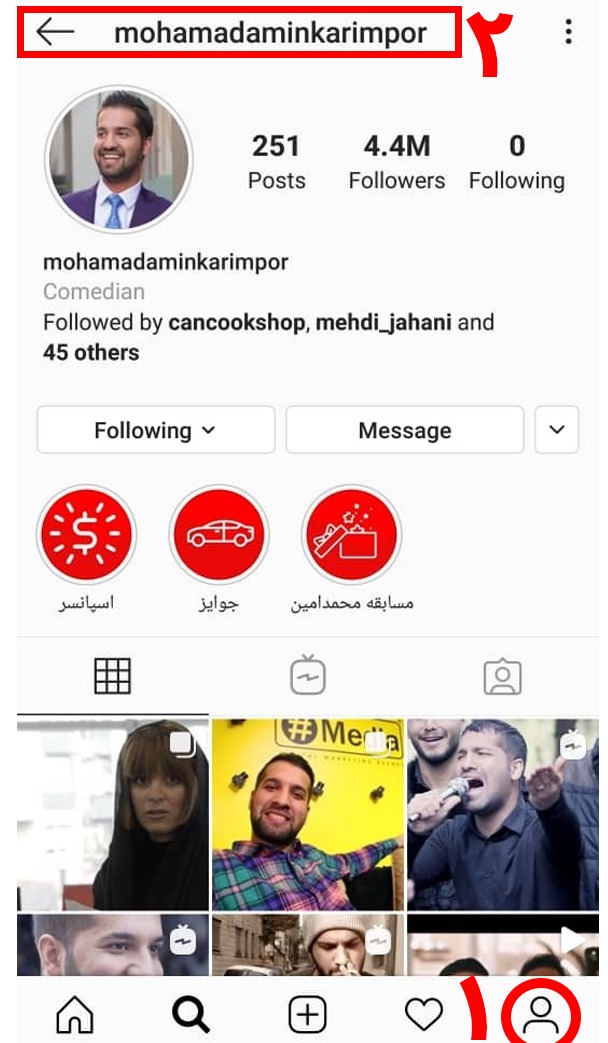 mohamadaminkarimpor
۲
251 4.4M 0
Posts Followers Following
mohamadaminkarimpor
Comedian
Followed by cancookshop, mehdi_jahani and
45 others
Following Message
اسپانسر
جوایز
مسابقه محمدامین
#Media
۱